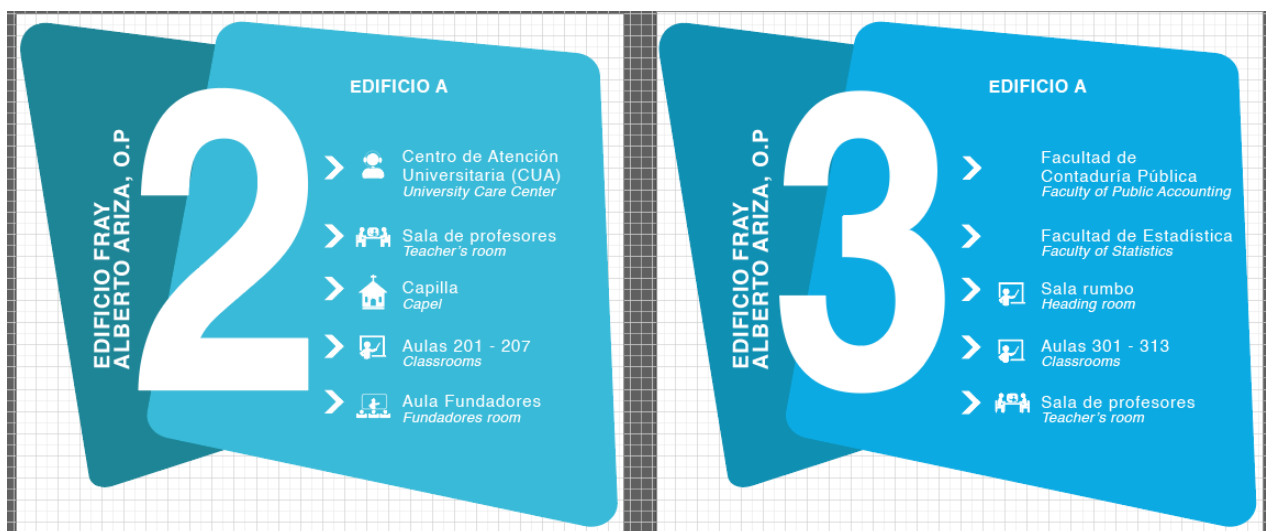 EDIFICIO FRAY
ALBERTO ARIZA, O.P
2
EDIFICIO A
Centro de Atención
Universitaria (CUA)
University Care Center
Sala de profesores
Teacher's room
Capilla
Capel
Aulas 201 - 207
Classrooms
Aula Fundadores
Fundadores room
EDIFICIO FRAY
ALBERTO ARIZA, O.P
3
EDIFICIO A
Facultad de
Contaduría Pública
Faculty of Public Accounting
Facultad de Estadística
Faculty of Statistics
Sala rumbo
Heading room
Aulas 301 - 313
Classrooms
Sala de profesores
Teacher's room